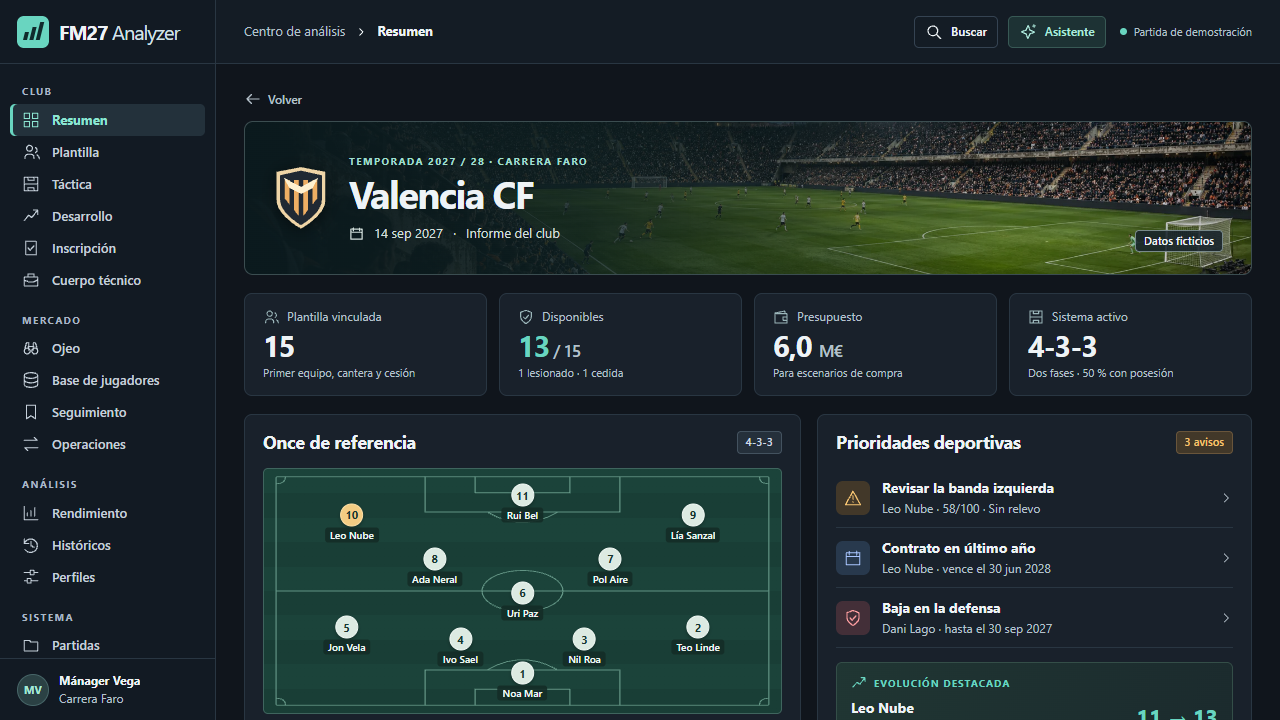 FM27 Analyzer
Centro de análisis
Resumen
Buscar
Asistente
Partida de demostración
CLUB
Resumen
Plantilla
Táctica
Desarrollo
Inscripción
Cuerpo técnico
MERCADO
Ojeo
Base de jugadores
Seguimiento
Operaciones
ANÁLISIS
Rendimiento
Históricos
Perfiles
SISTEMA
Partidas
MV
Mánager Vega
Carrera Faro
Volver
TEMPORADA 2027 / 28 · CARRERA FARO
Valencia CF
14 sep 2027 · Informe del club
Datos ficticios
Plantilla vinculada
15
Primer equipo, cantera y cesión
Disponibles
13 / 15
1 lesionado · 1 cedida
Presupuesto
6,0 M€
Para escenarios de compra
Sistema activo
4-3-3
Dos fases · 50 % con posesión
Once de referencia
4-3-3
11
Rui Bel
10
Leo Nube
9
Lía Sanzal
8
Ada Neral
7
Pol Aire
6
Uri Paz
5
Jon Vela
4
Ivo Sael
3
Nil Roa
2
Teo Linde
1
Noa Mar
Prioridades deportivas
3 avisos
Revisar la banda izquierda
Leo Nube · 58/100 · Sin relevo
Contrato en último año
Leo Nube · vence el 30 jun 2028
Baja en la defensa
Dani Lago · hasta el 30 sep 2027
EVOLUCIÓN DESTACADA
Leo Nube
11 → 13